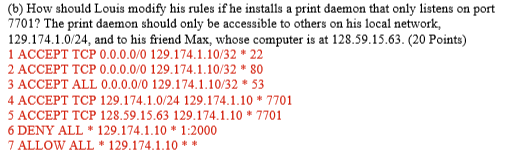 (b) How should Louis modify his rules if he installs a print daemon that only listens on port
7701? The print daemon should only be accessible to others on his local network,
129.174.1.0/24, and to his friend Max, whose computer is at 128.59.15.63. (20 Points)
1 ACCEPT TCP 0.0.0.0/0 129.174.1.10/32 * 22
2 ACCEPT TCP 0.0.0.0/0 129.174.1.10/32 * 80
3 ACCEPT ALL 0.0.0.0/0 129.174.1.10/32 * 53
4 ACCEPT TCP 129.174.1.0/24 129.174.1.10 * 7701
5 ACCEPT TCP 128.59.15.63 129.174.1.10 * 7701
6 DENY ALL * 129.174.1.10 * 1:2000
7 ALLOW ALL * 129.174.1.10 * *